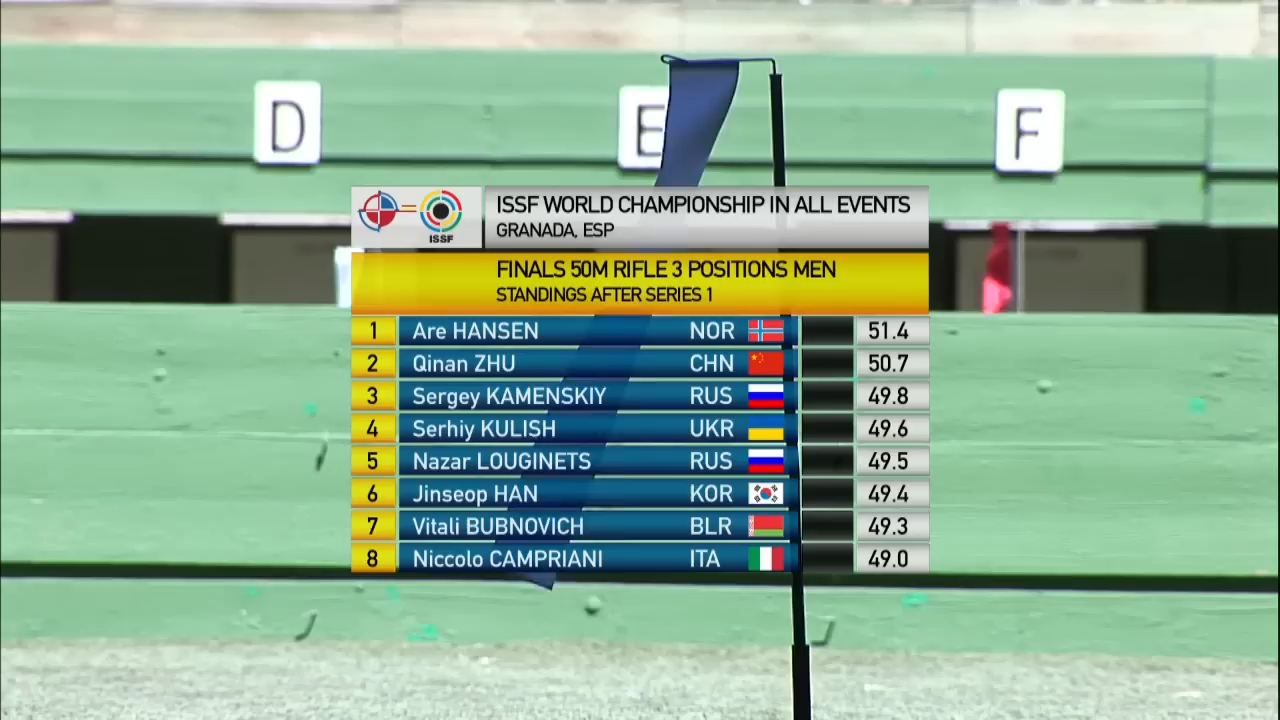 D E F
ISSF WORLD CHAMPIONSHIP IN ALL EVENTS
ISSF
GRANADA, ESP
FINALS 50M RIFLE 3 POSITIONS MEN
STANDINGS AFTER SERIES 1
1 Are HANSEN NOR 51.4
2 Qinan ZHU CHN 50.7
3 Sergey KAMENSKIY RUS 49.8
4 Serhiy KULISH UKR 49.6
5 Nazar LOUGINETS RUS 49.5
6 Jinseop HAN KOR 49.4
7 Vitali BUBNOVICH BLR 49.3
8 Niccolo CAMPRIANI ITA 49.0